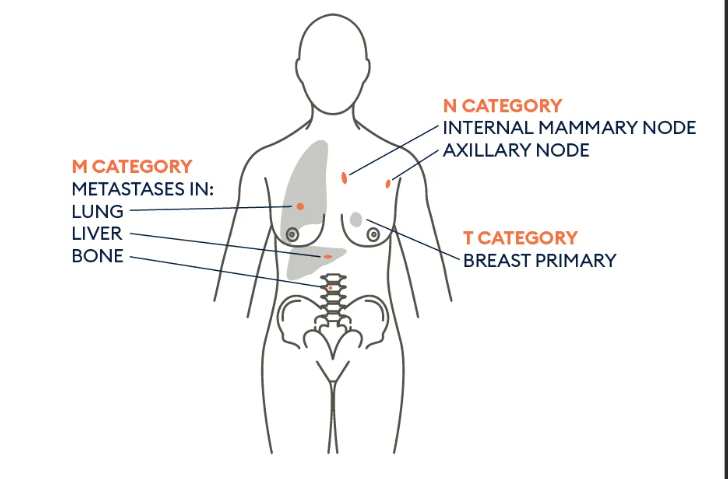 N CATEGORY
INTERNAL MAMMARY NODE
AXILLARY NODE
M CATEGORY
METASTASES IN:
LUNG
LIVER
BONE
T CATEGORY
BREAST PRIMARY